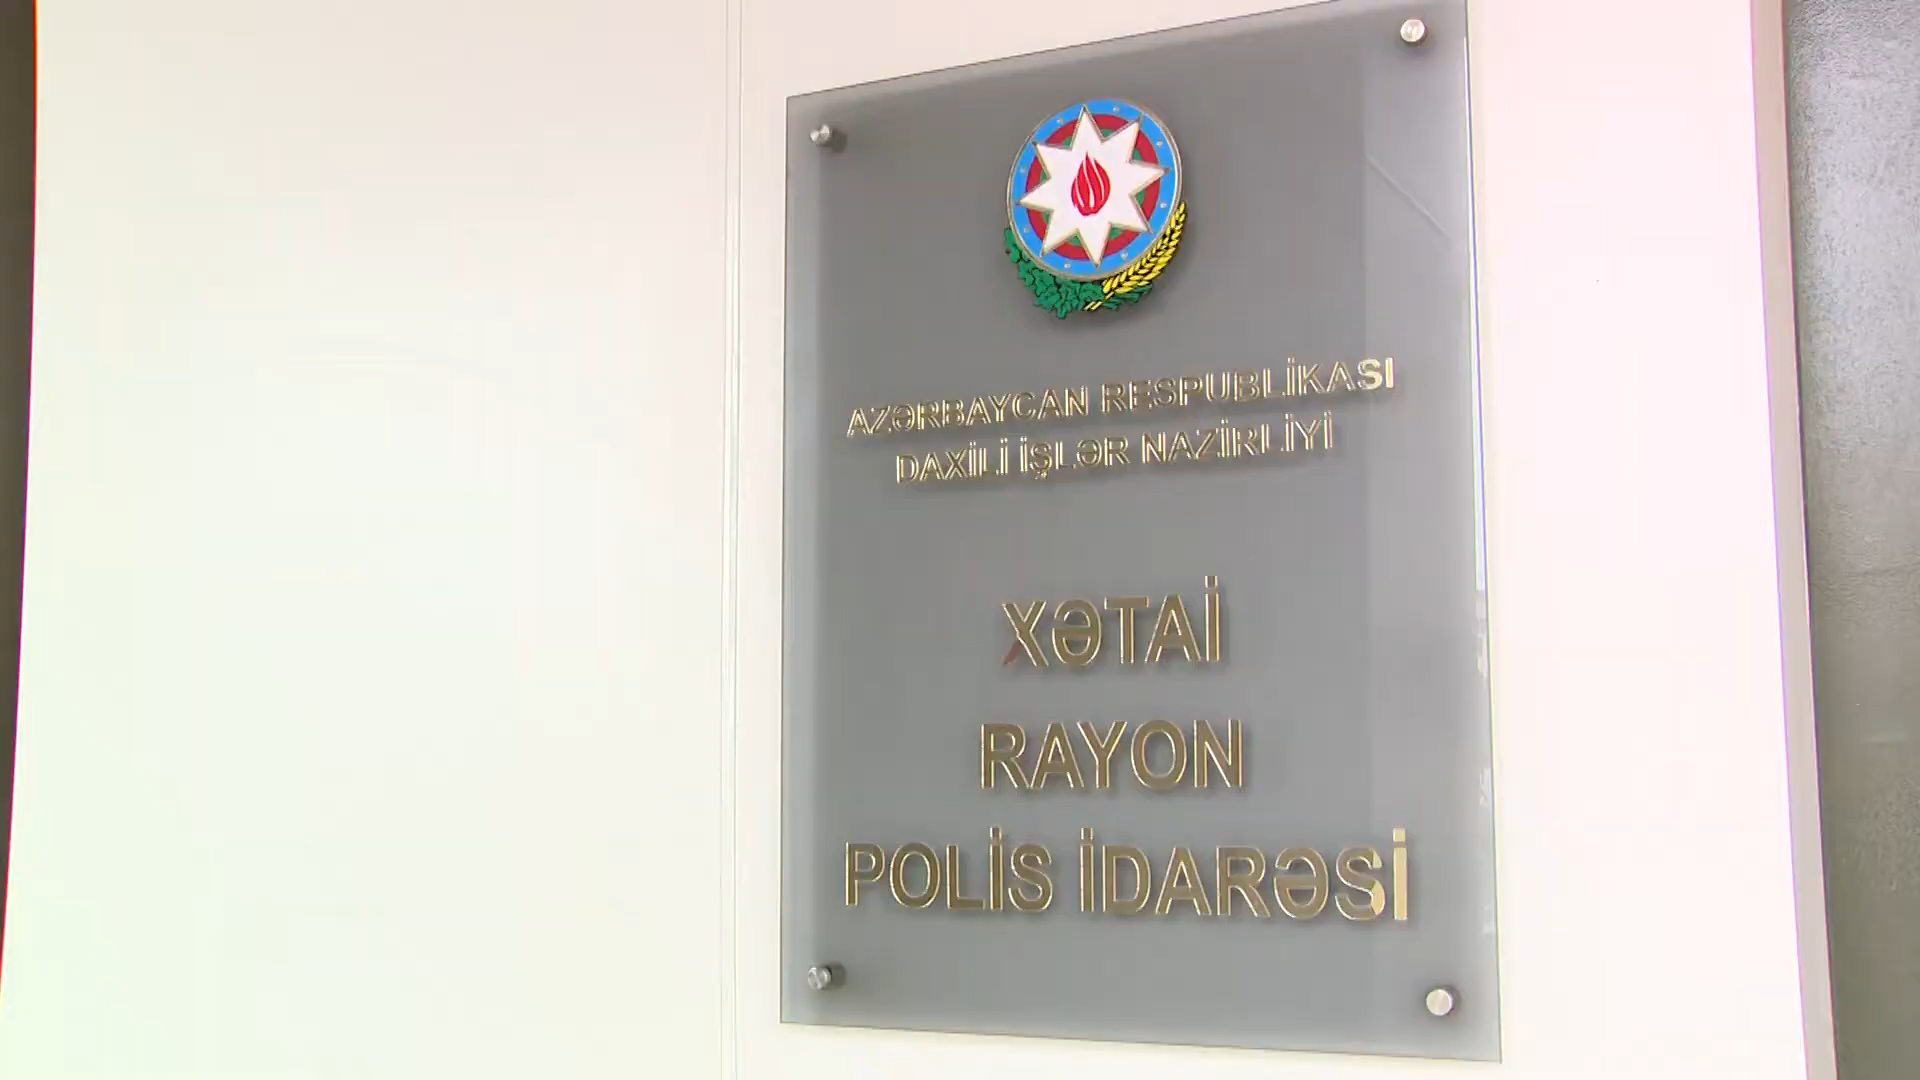 AZƏRBAYCAN RESPUBLİKASI
DAXİLİ İŞLƏR NAZİRLİYİ
XƏTAİ
RAYON
POLİS İDARƏSİ